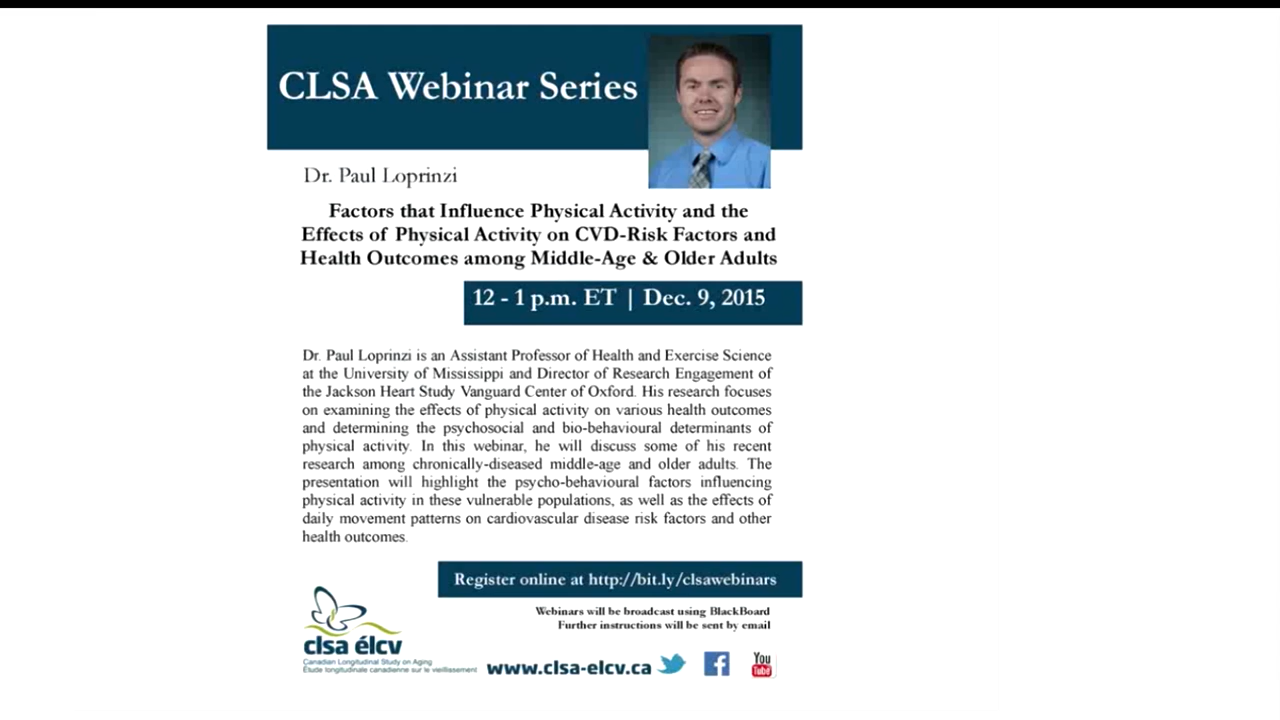 CLSA Webinar Series
Dr. Paul Loprinzi
Factors that Influence Physical Activity and the
Effects of Physical Activity on CVD-Risk Factors and
Health Outcomes among Middle-Age & Older Adults
12 - 1 p.m. ET | Dec. 9, 2015
Dr. Paul Loprinzi is an Assistant Professor of Health and Exercise Science
at the University of Mississippi and Director of Research Engagement of
the Jackson Heart Study Vanguard Center of Oxford. His research focuses
on examining the effects of physical activity on various health outcomes
and determining the psychosocial and bio-behavioural determinants of
physical activity. In this webinar, he will discuss some of his recent
research among chronically-diseased middle-age and older adults. The
presentation will highlight the psycho-behavioural factors influencing
physical activity in these vulnerable populations, as well as the effects of
daily movement patterns on cardiovascular disease risk factors and other
health outcomes.
Register online at http://bit.ly/clsawebinars
Webinars will be broadcast using BlackBoard
Further instructions will be sent by email
clsa élcv
Canadian Longitudinal Study on Aging
Étude longitudinale canadienne sur le vieillissement
www.clsa-elcv.ca
f
You
Tube